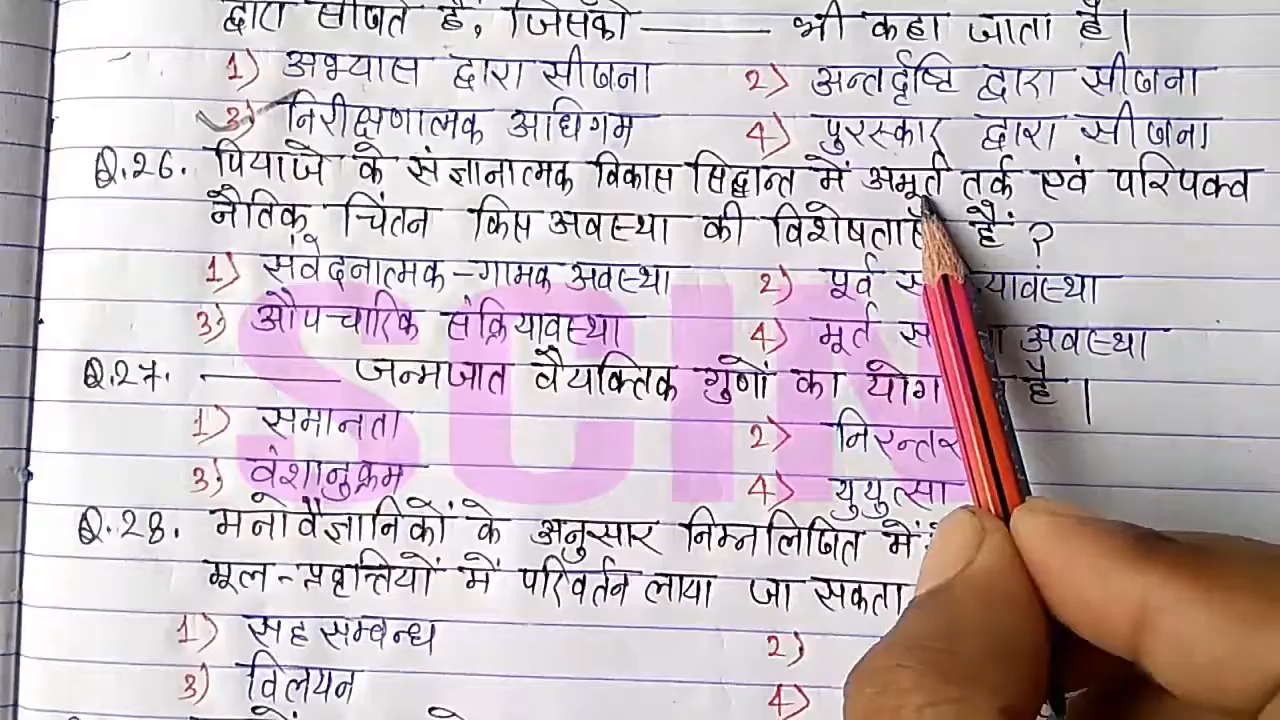 द्वारा सीखते हैं, जिसको ——— भी कहा जाता है।
1) अभ्यास द्वारा सीखना 2) अन्तर्दृष्टि द्वारा सीखना
3) निरीक्षणात्मक अधिगम 4) पुरस्कार द्वारा सीखना
Q.26. पियाजे के संज्ञानात्मक विकास सिद्धान्त में अमूर्त तर्क एवं परिपक्व
नैतिक चिंतन किस अवस्था की विशेषताएँ हैं ?
1) संवेदनात्मक-गामक अवस्था 2) पूर्व
3) औपचारिक संक्रियावस्था 4) मूर्त अवस्था
Q.27. ——— जन्मजात वैयक्तिक गुणों का योग है।
1) समानता 2) निरन्तर
3) वंशानुक्रम 4) युयुत्सा
Q.28. मनोवैज्ञानिकों के अनुसार निम्नलिखित में
मूल-प्रवृत्तियों में परिवर्तन लाया जा सकता
1) सह सम्बन्ध 2)
3) विलयन 4)
SCIN